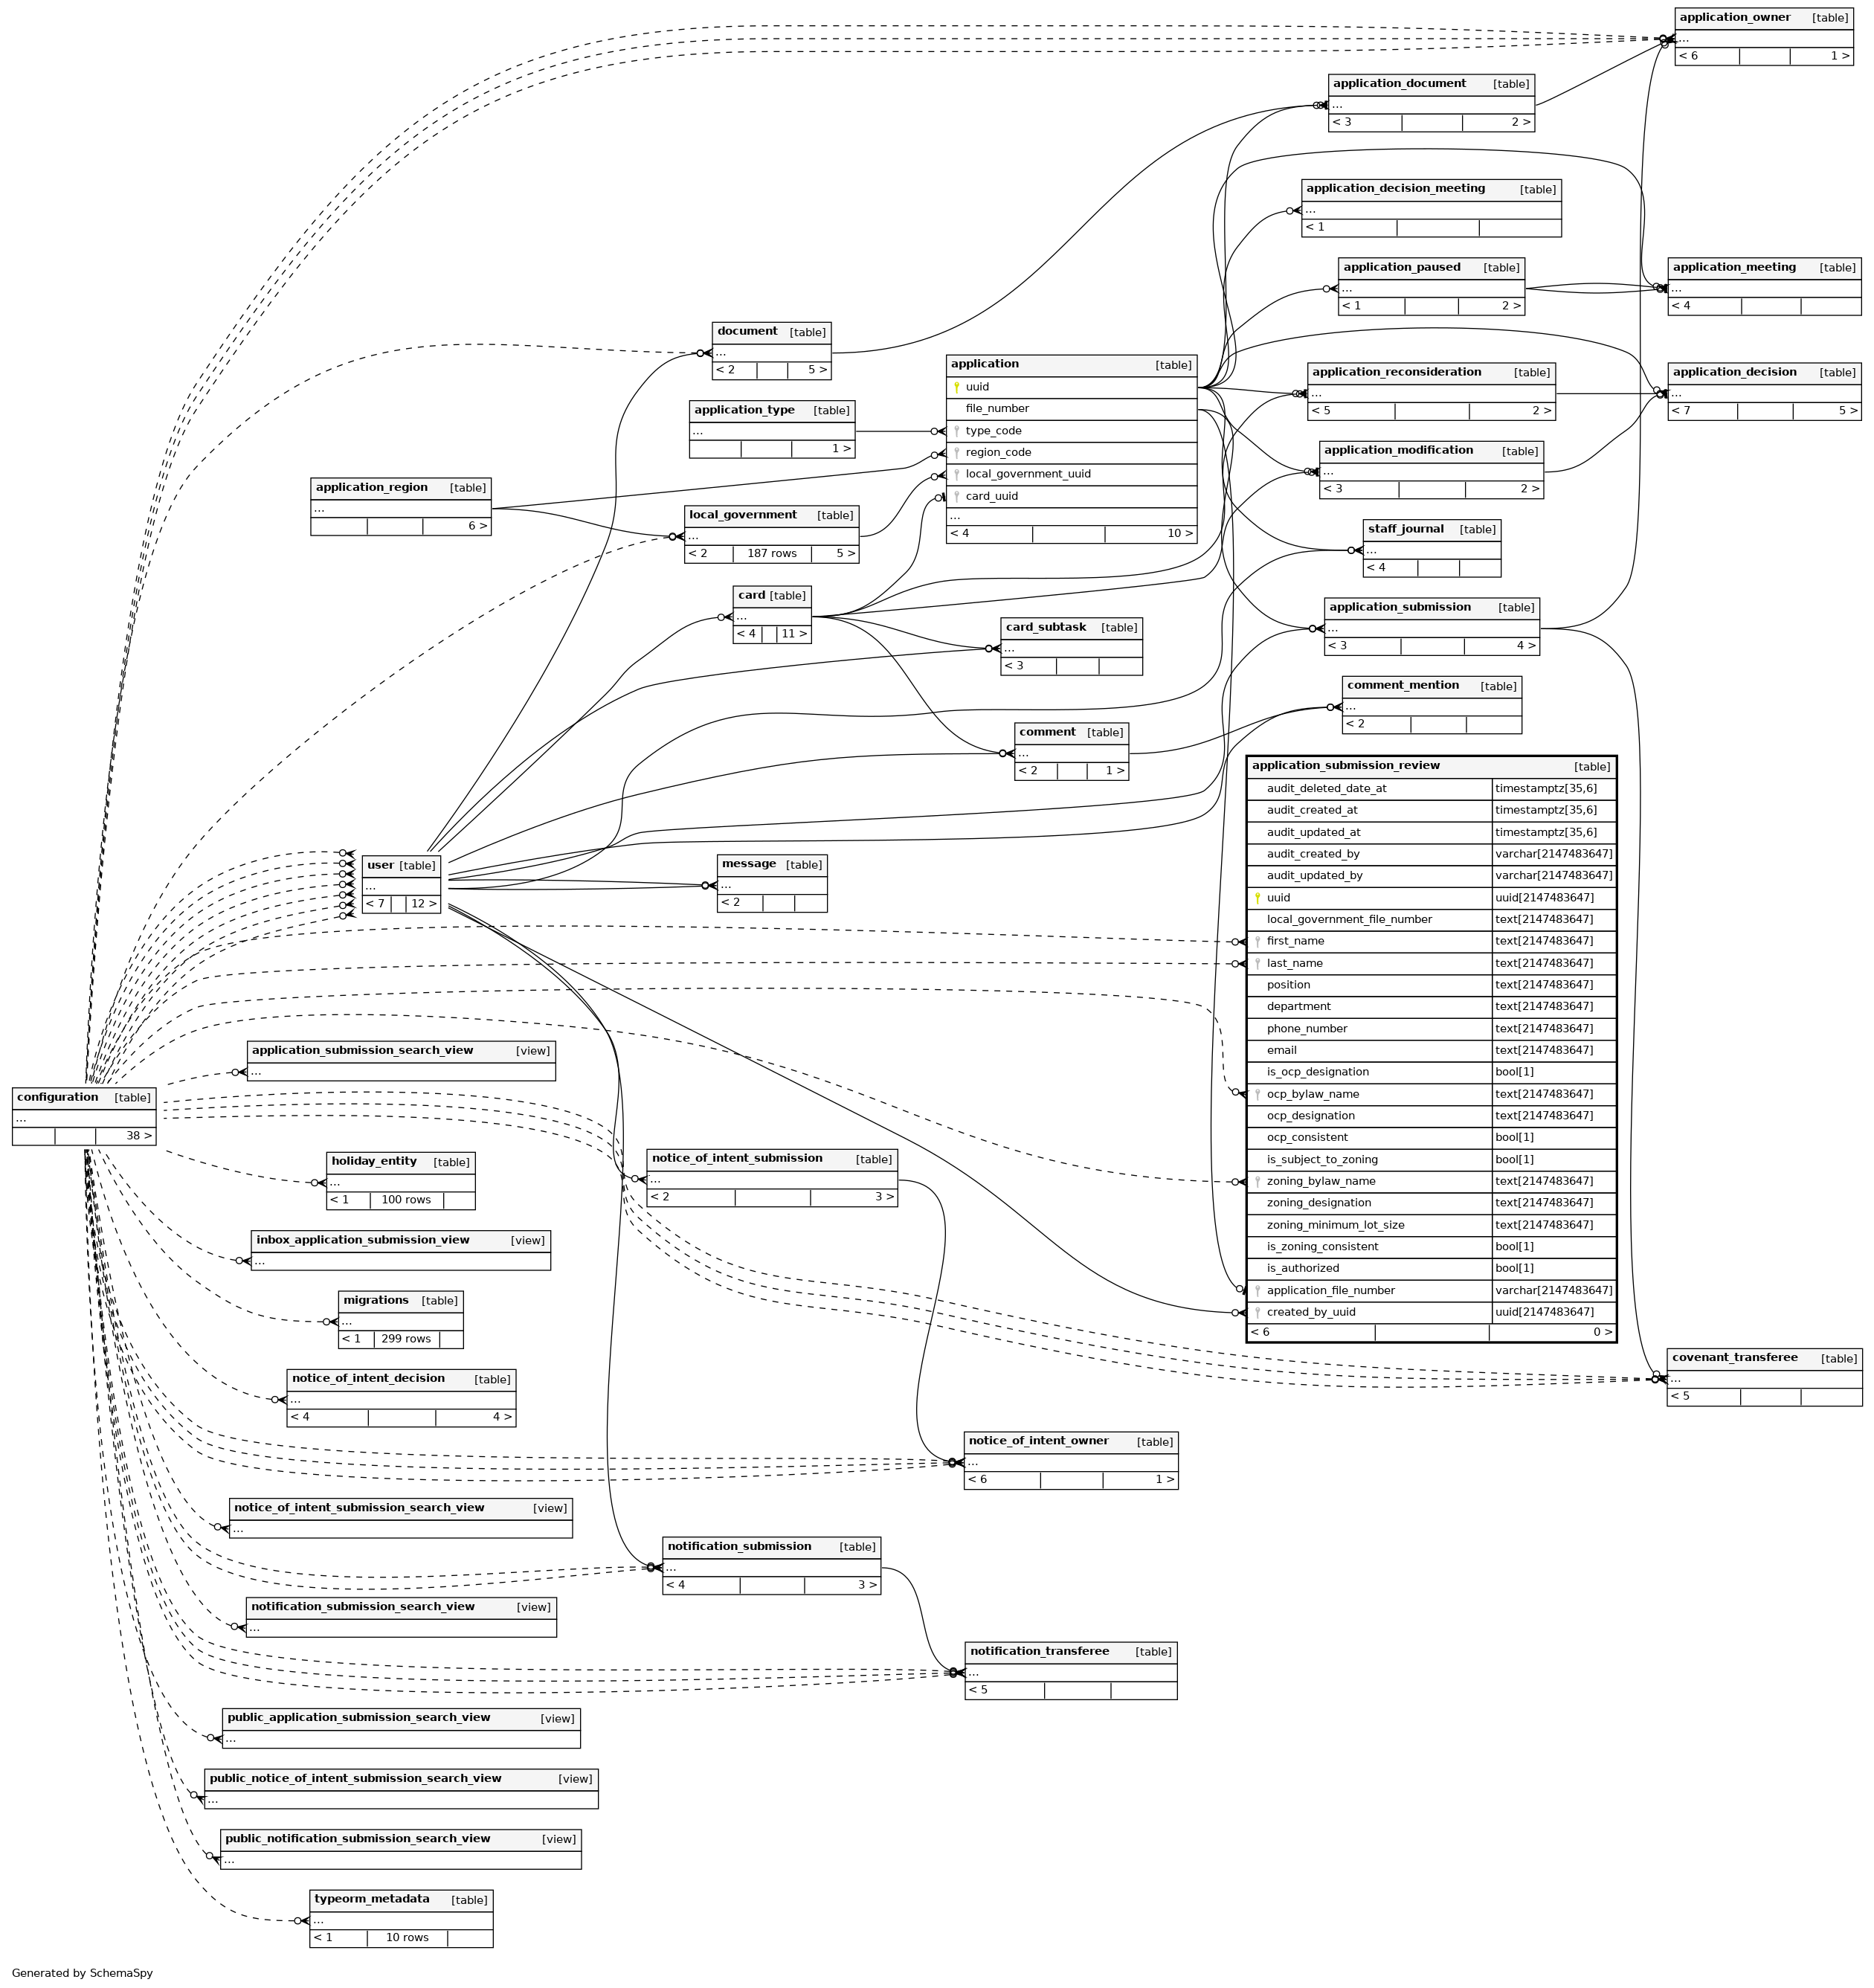 application_owner [table]
...
< 6 1 >
application_document [table]
...
< 3 2 >
application_decision_meeting [table]
...
< 1
application_paused [table]
...
< 1 2 >
application_meeting [table]
...
< 4
document [table]
...
< 2 5 >
application [table]
uuid
file_number
type_code
region_code
local_government_uuid
card_uuid
...
< 4 10 >
application_reconsideration [table]
...
< 5 2 >
application_decision [table]
...
< 7 5 >
application_type [table]
...
1 >
application_modification [table]
...
< 3 2 >
application_region [table]
...
6 >
local_government [table]
...
< 2 187 rows 5 >
staff_journal [table]
...
< 4
card [table]
...
< 4 11 >
application_submission [table]
...
< 3 4 >
card_subtask [table]
...
< 3
comment_mention [table]
...
< 2
comment [table]
...
< 2 1 >
application_submission_review [table]
audit_deleted_date_at timestamptz[35,6]
audit_created_at timestamptz[35,6]
audit_updated_at timestamptz[35,6]
audit_created_by varchar[2147483647]
audit_updated_by varchar[2147483647]
uuid uuid[2147483647]
local_government_file_number text[2147483647]
first_name text[2147483647]
last_name text[2147483647]
position text[2147483647]
department text[2147483647]
phone_number text[2147483647]
email text[2147483647]
is_ocp_designation bool[1]
ocp_bylaw_name text[2147483647]
ocp_designation text[2147483647]
ocp_consistent bool[1]
is_subject_to_zoning bool[1]
zoning_bylaw_name text[2147483647]
zoning_designation text[2147483647]
zoning_minimum_lot_size text[2147483647]
is_zoning_consistent bool[1]
is_authorized bool[1]
application_file_number varchar[2147483647]
created_by_uuid uuid[2147483647]
< 6 0 >
user [table]
...
< 7 12 >
message [table]
...
< 2
application_submission_search_view [view]
...
configuration [table]
...
38 >
holiday_entity [table]
...
< 1 100 rows
notice_of_intent_submission [table]
...
< 2 3 >
inbox_application_submission_view [view]
...
migrations [table]
...
< 1 299 rows
covenant_transferee [table]
...
< 5
notice_of_intent_decision [table]
...
< 4 4 >
notice_of_intent_owner [table]
...
< 6 1 >
notice_of_intent_submission_search_view [view]
...
notification_submission [table]
...
< 4 3 >
notification_submission_search_view [view]
...
notification_transferee [table]
...
< 5
public_application_submission_search_view [view]
...
public_notice_of_intent_submission_search_view [view]
...
public_notification_submission_search_view [view]
...
typeorm_metadata [table]
...
< 1 10 rows
Generated by SchemaSpy